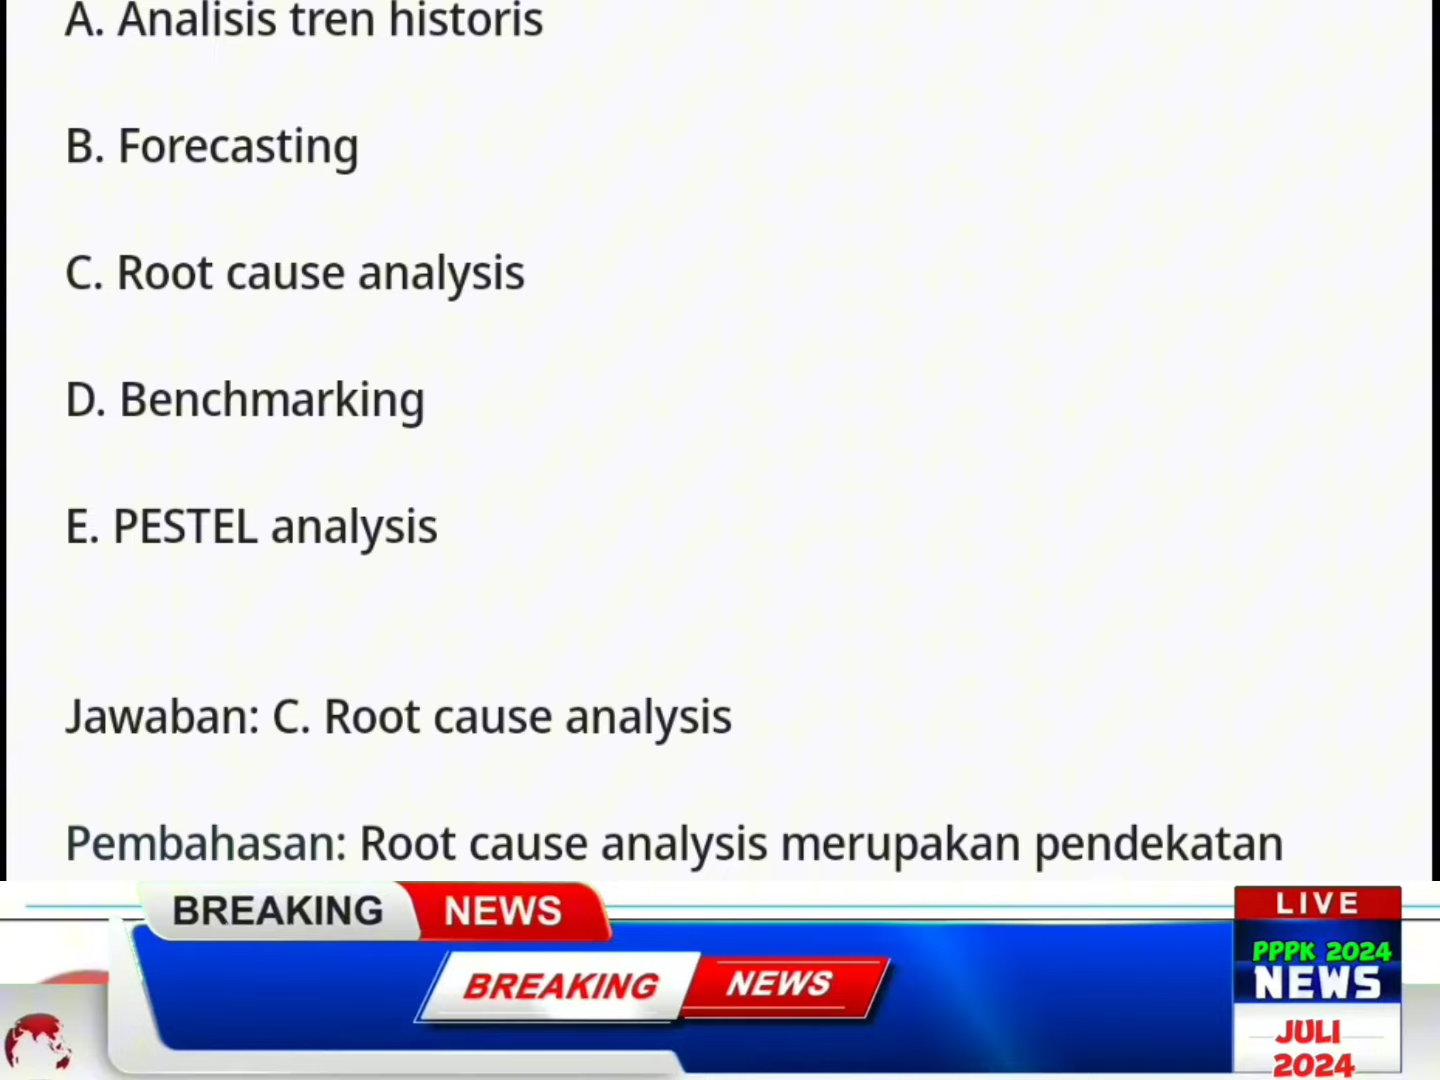 A. Analisis tren historis
B. Forecasting
C. Root cause analysis
D. Benchmarking
E. PESTEL analysis
Jawaban: C. Root cause analysis
Pembahasan: Root cause analysis merupakan pendekatan
BREAKING NEWS
BREAKING NEWS
LIVE
PPPK 2024
NEWS
JULI
2024